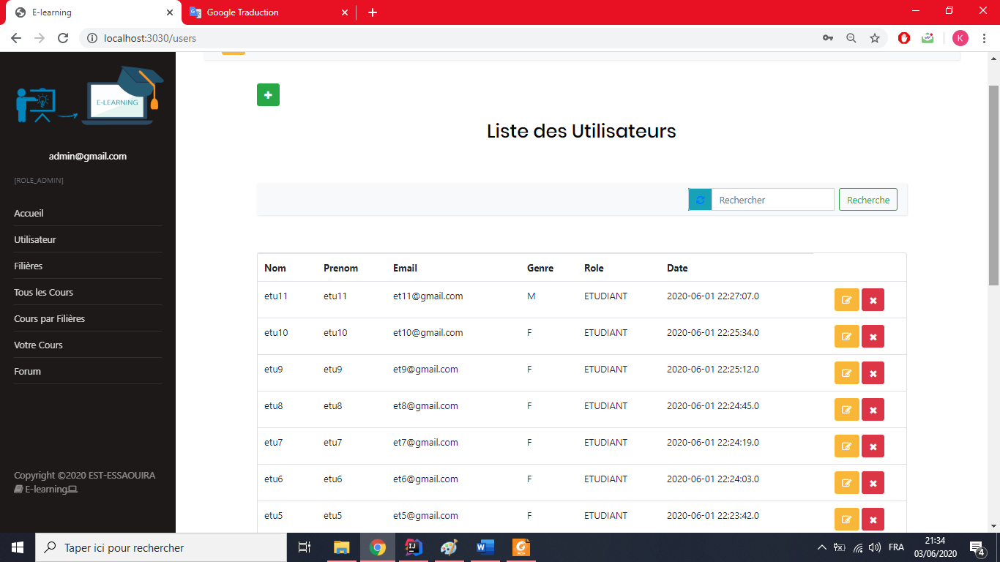 E-learning
Google Traduction
localhost:3030/users
K
E-LEARNING
admin@gmail.com
[ROLE_ADMIN]
Accueil
Utilisateur
Filières
Tous les Cours
Cours par Filières
Votre Cours
Forum
Copyright ©2020 EST-ESSAOUIRA
E-learning
Liste des Utilisateurs
Rechercher Recherche
Nom Prenom Email Genre Role Date
etu11 etu11 et11@gmail.com M ETUDIANT 2020-06-01 22:27:07.0
etu10 etu10 et10@gmail.com F ETUDIANT 2020-06-01 22:25:34.0
etu9 etu9 et9@gmail.com F ETUDIANT 2020-06-01 22:25:12.0
etu8 etu8 et8@gmail.com F ETUDIANT 2020-06-01 22:24:45.0
etu7 etu7 et7@gmail.com F ETUDIANT 2020-06-01 22:24:19.0
etu6 etu6 et6@gmail.com F ETUDIANT 2020-06-01 22:24:03.0
etu5 etu5 et5@gmail.com F ETUDIANT 2020-06-01 22:23:42.0
Taper ici pour rechercher
FRA
21:34
03/06/2020
4